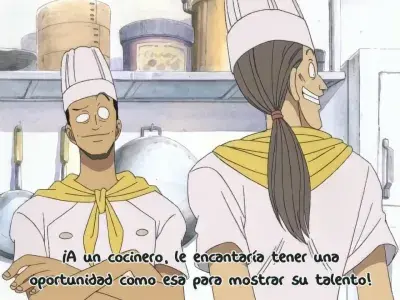 ¡A un cocinero, le encantaría tener una
oportunidad como esa para mostrar su talento!